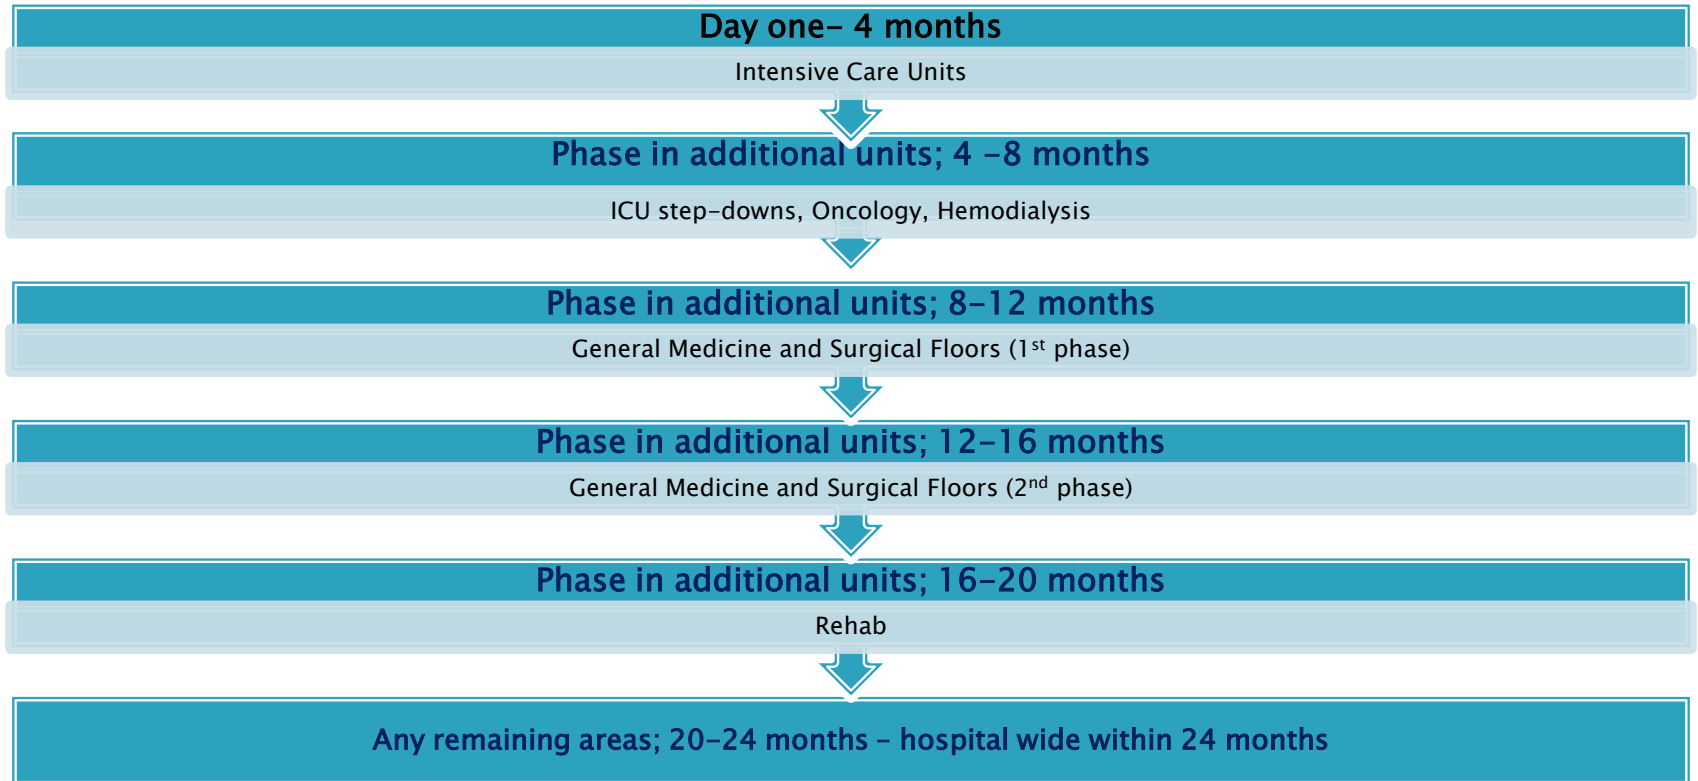 Day one– 4 months
Intensive Care Units
Phase in additional units; 4 –8 months
ICU step–downs, Oncology, Hemodialysis
Phase in additional units; 8–12 months
General Medicine and Surgical Floors (1st phase)
Phase in additional units; 12–16 months
General Medicine and Surgical Floors (2nd phase)
Phase in additional units; 16–20 months
Rehab
Any remaining areas; 20–24 months – hospital wide within 24 months